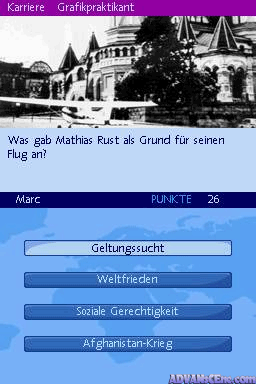 Karriere Grafikpraktikant
Was gab Mathias Rust als Grund für seinen
Flug an?
Marc PUNKTE 26
Geltungssucht
Weltfrieden
Soziale Gerechtigkeit
Afghanistan-Krieg
ADVANsCEne.com